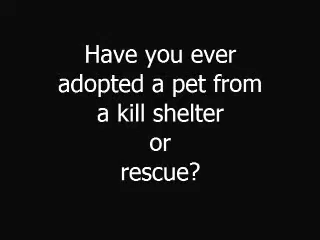 Have you ever
adopted a pet from
a kill shelter
or
rescue?